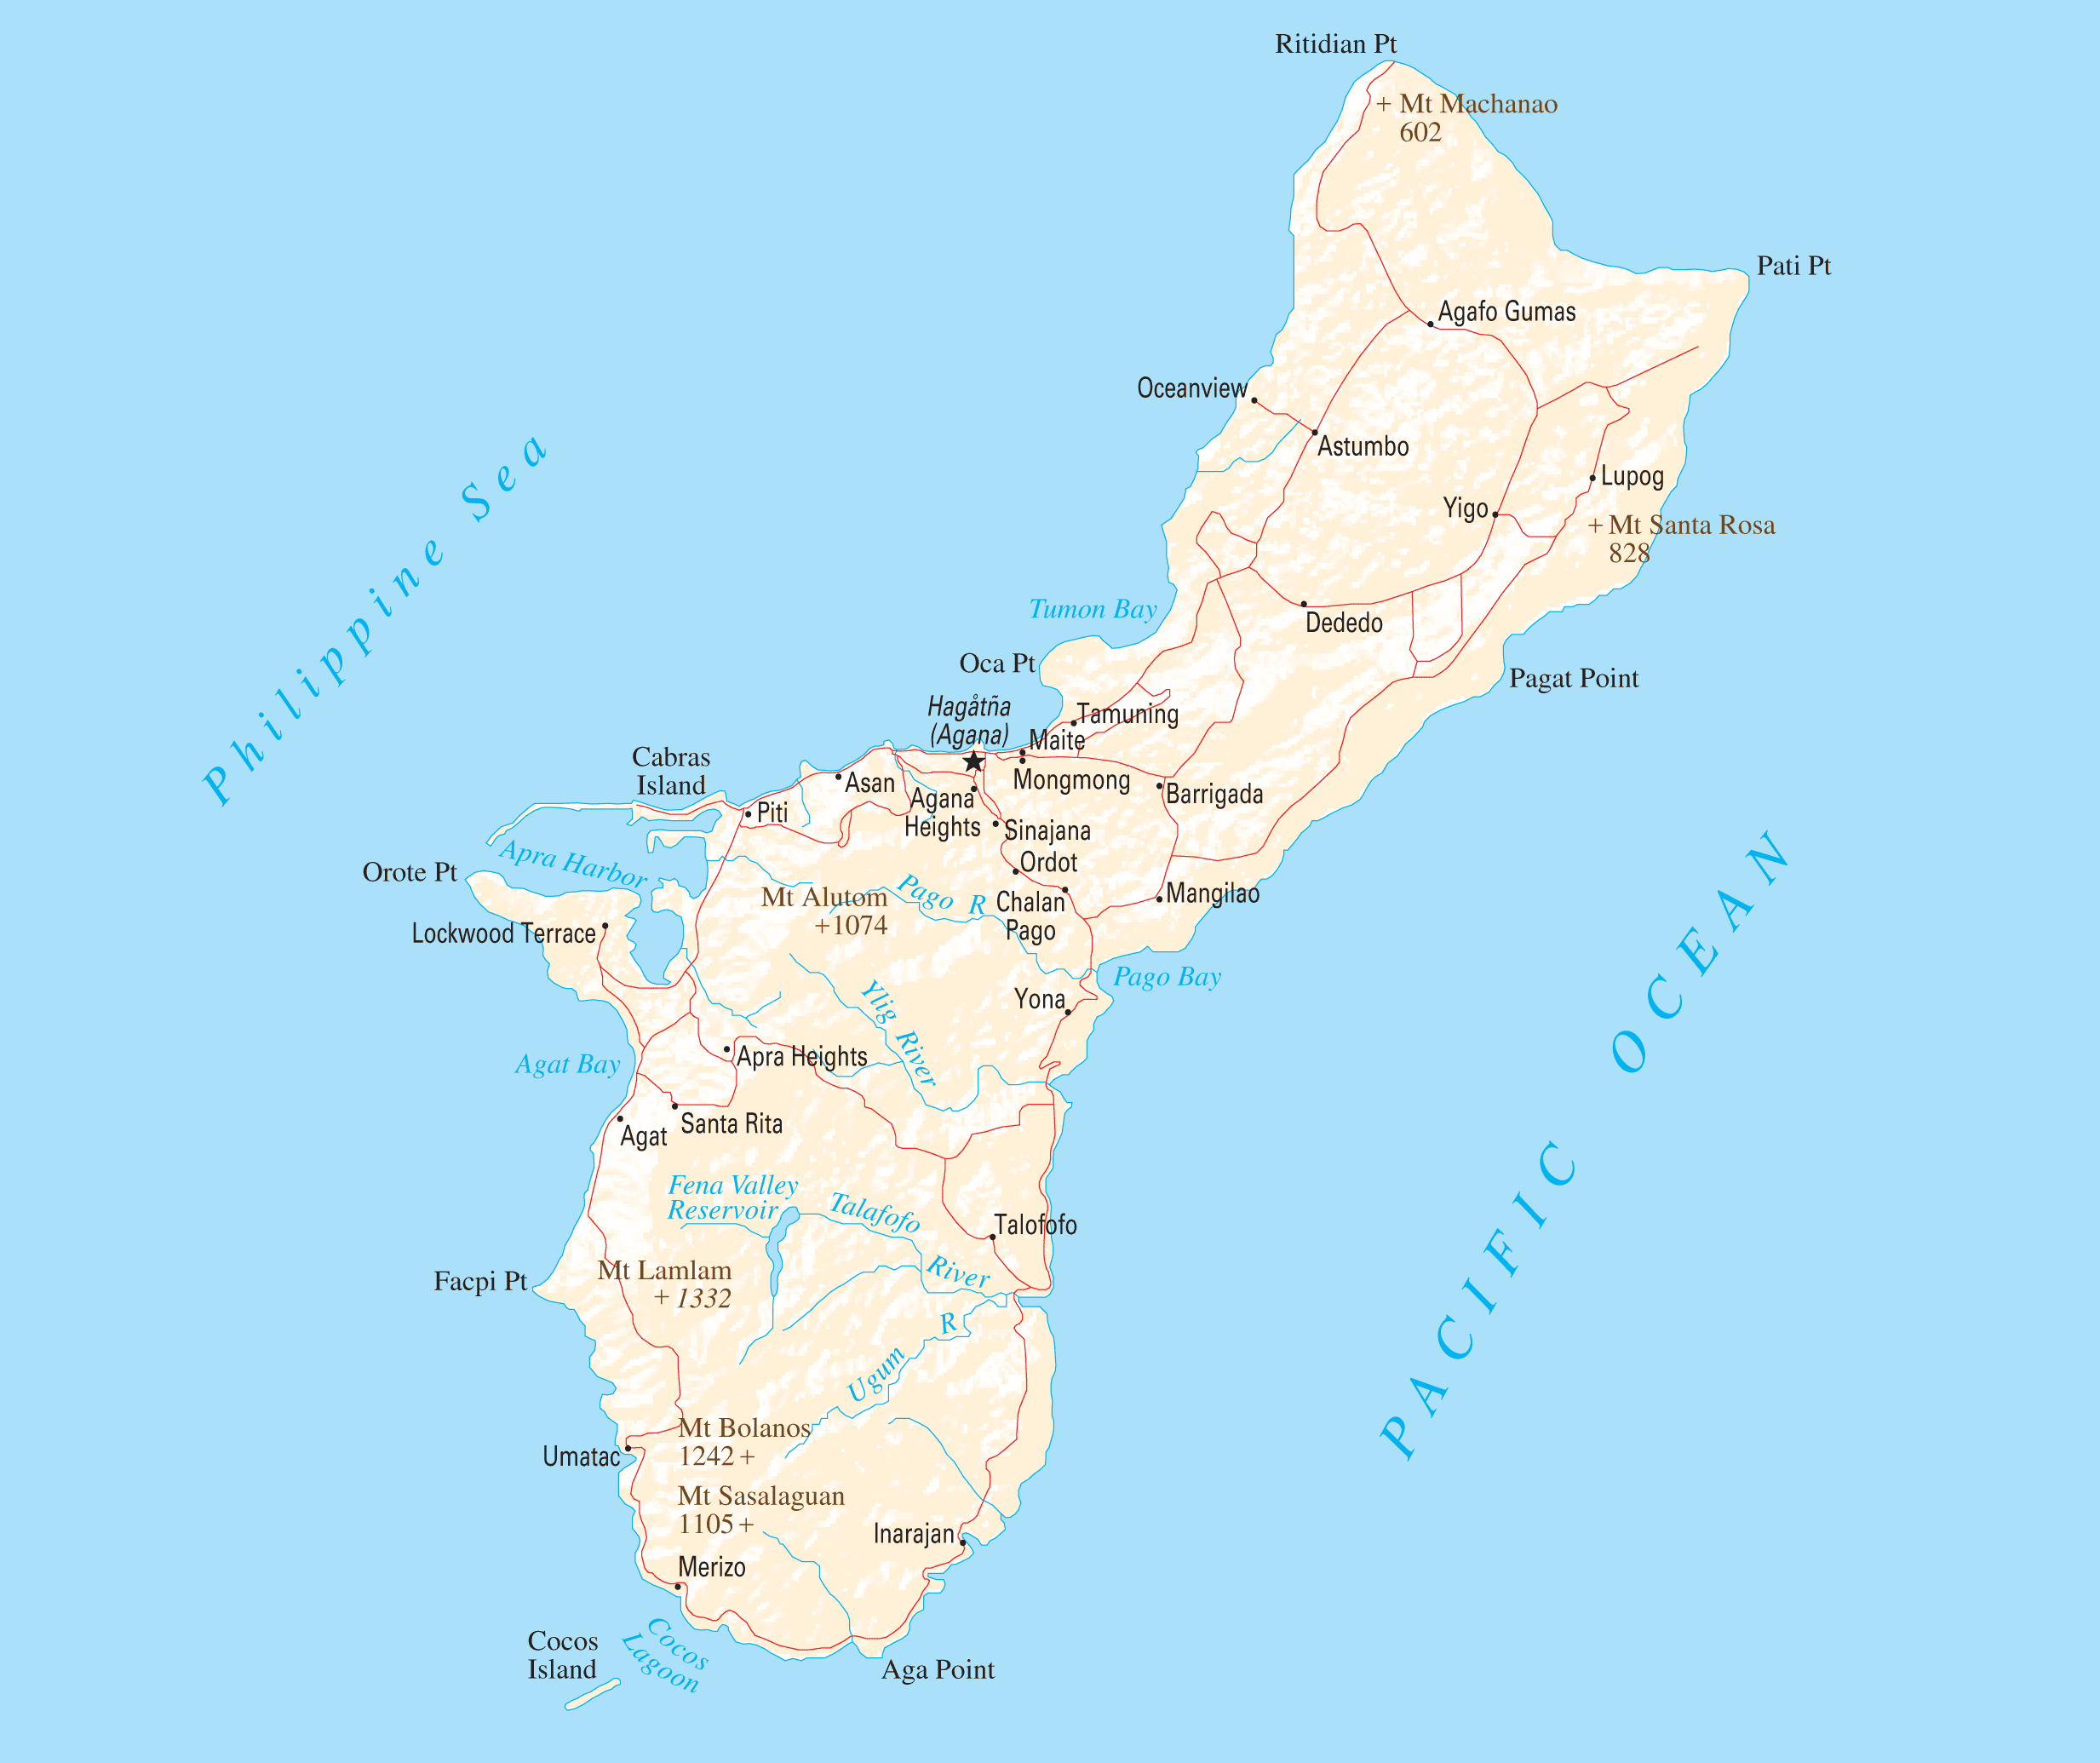 Ritidian Pt
+ Mt Machanao
602
Pati Pt
Agafo Gumas
Oceanview
Astumbo
Lupog
Yigo
+ Mt Santa Rosa
828
Philippine Sea
Tumon Bay
Dededo
Oca Pt
Pagat Point
Hagåtña
(Agana)
Tamuning
Maite
Mongmong
Cabras
Island
Asan
Agana
Heights
Barrigada
Piti
Sinajana
Apra Harbor
Ordot
Orote Pt
Mt Alutom
+1074
Pago R
Chalan
Pago
Mangilao
Lockwood Terrace
Pago Bay
Ylig River
Yona
PACIFIC OCEAN
Agat Bay
Apra Heights
Santa Rita
Agat
Fena Valley
Reservoir
Talafofo
River
Talofofo
Facpi Pt
Mt Lamlam
+ 1332
Ugum R
Mt Bolanos
1242 +
Umatac
Mt Sasalaguan
1105 +
Inarajan
Merizo
Cocos
Island
Cocos
Lagoon
Aga Point